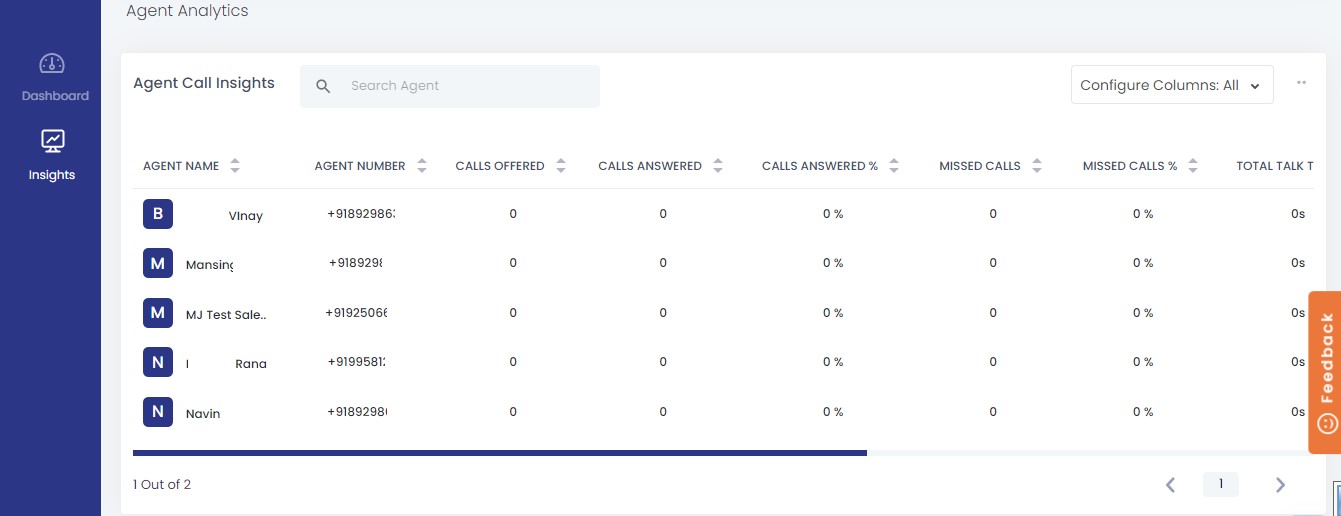 Agent Analytics
Dashboard
Insights
Agent Call Insights Search Agent Configure Columns: All
AGENT NAME AGENT NUMBER CALLS OFFERED CALLS ANSWERED CALLS ANSWERED % MISSED CALLS MISSED CALLS % TOTAL TALK T
B VInay +91892986 0 0 0 % 0 0 % 0s
M Mansing +918929 0 0 0 % 0 0 % 0s
M MJ Test Sale.. +9192506 0 0 0 % 0 0 % 0s
N Rana +9199581 0 0 0 % 0 0 % 0s
N Navin +9189298 0 0 0 % 0 0 % 0s
Feedback
1 Out of 2 1